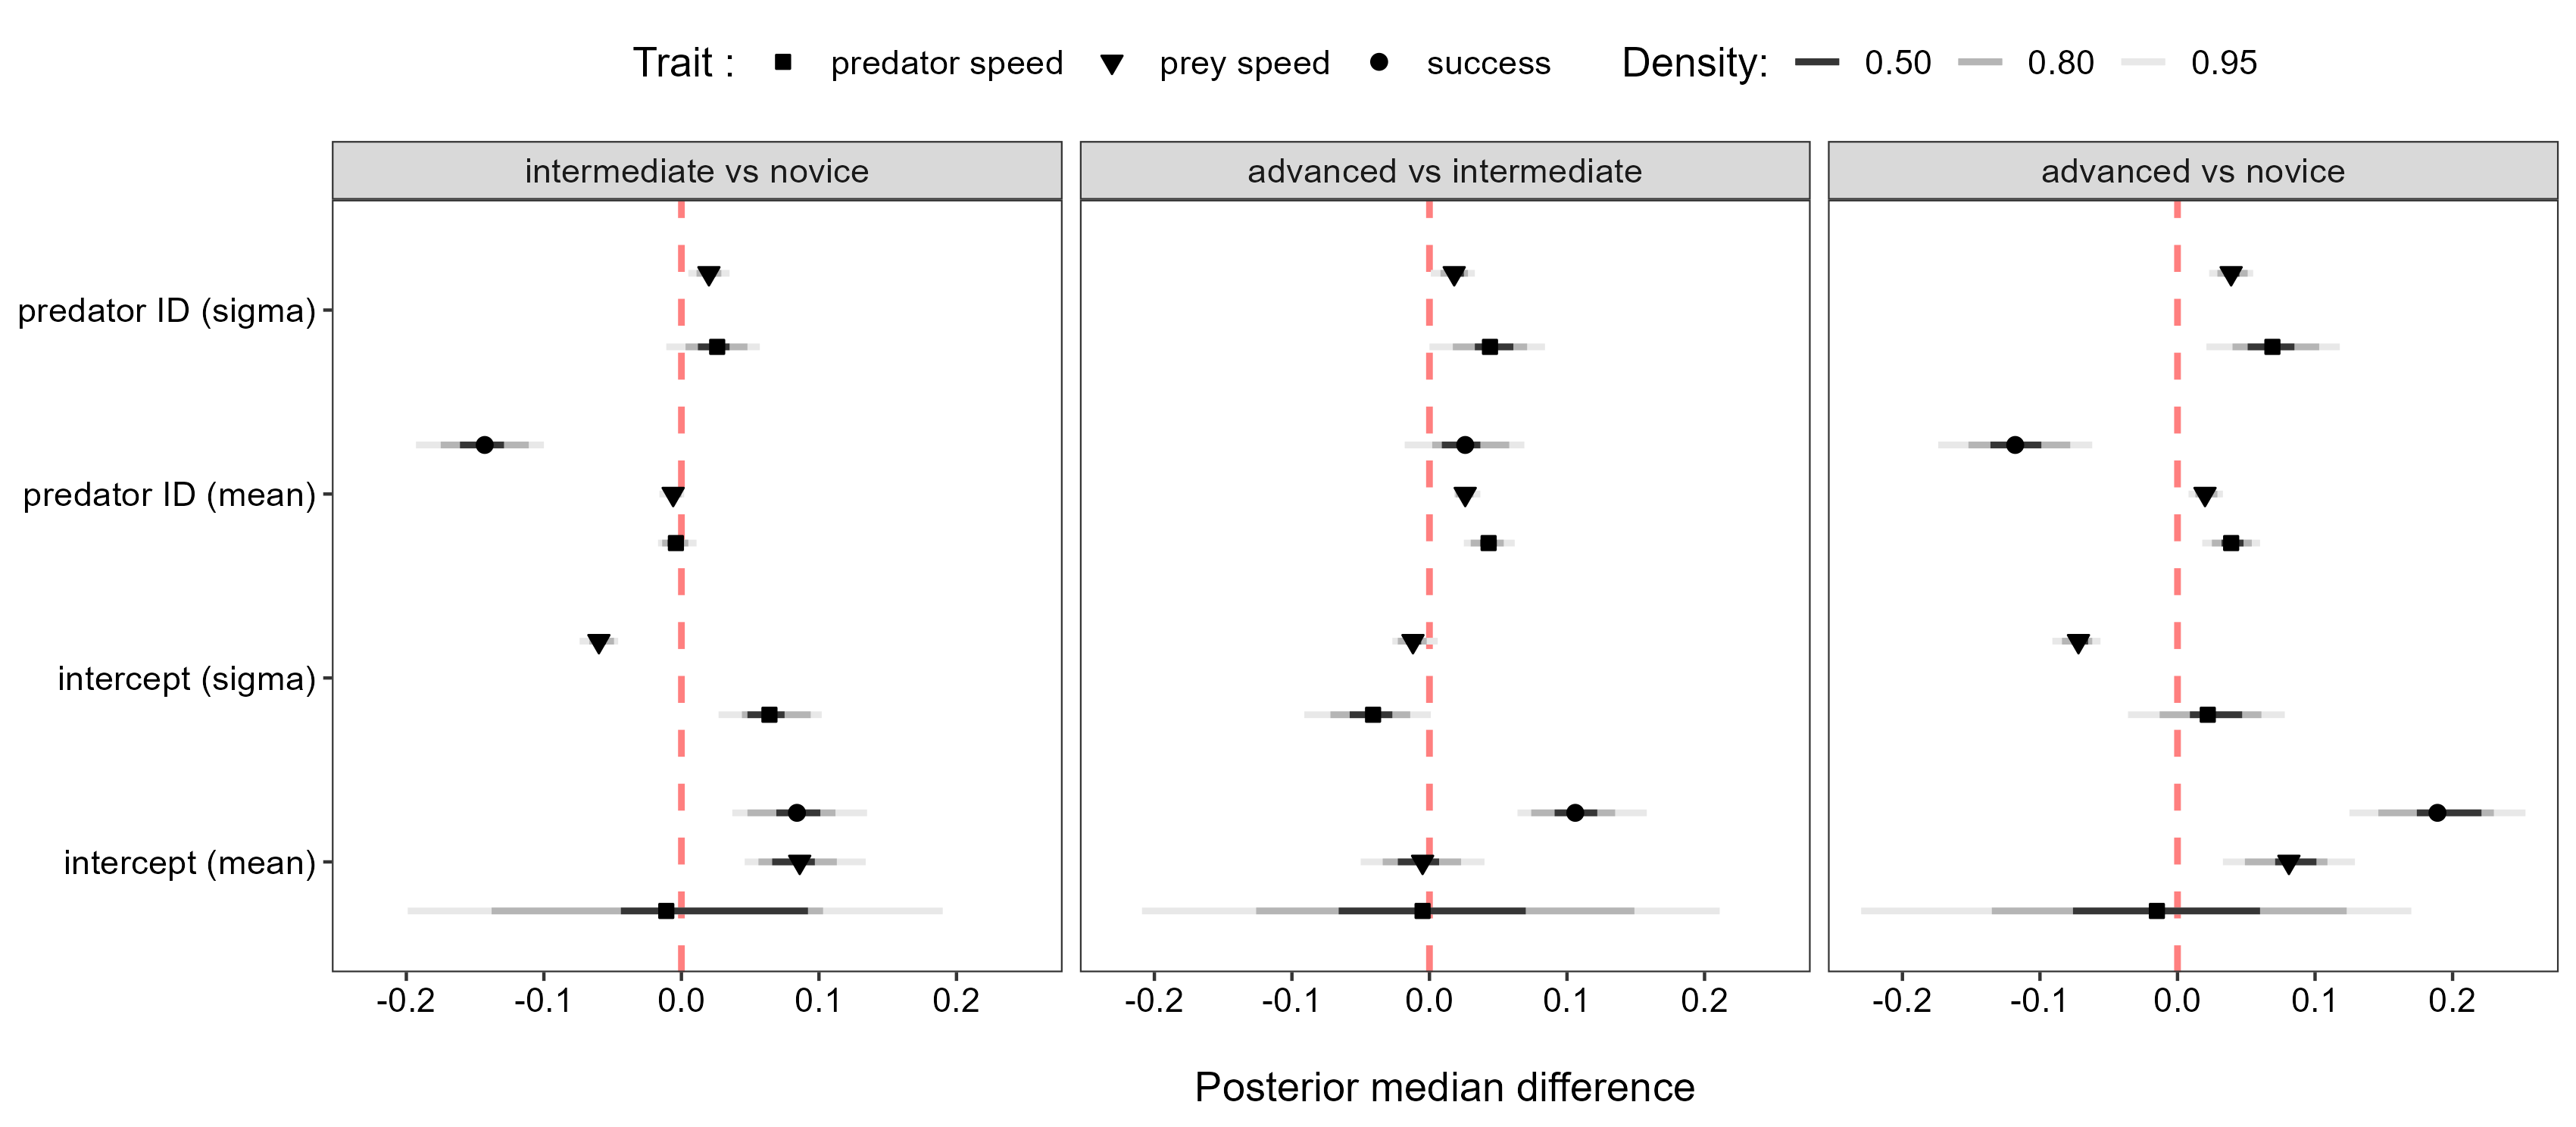 Trait : predator speed prey speed success Density: 0.50 0.80 0.95
intermediate vs novice advanced vs intermediate advanced vs novice
predator ID (sigma)
predator ID (mean)
intercept (sigma)
intercept (mean)
-0.2 -0.1 0.0 0.1 0.2 -0.2 -0.1 0.0 0.1 0.2 -0.2 -0.1 0.0 0.1 0.2
Posterior median difference